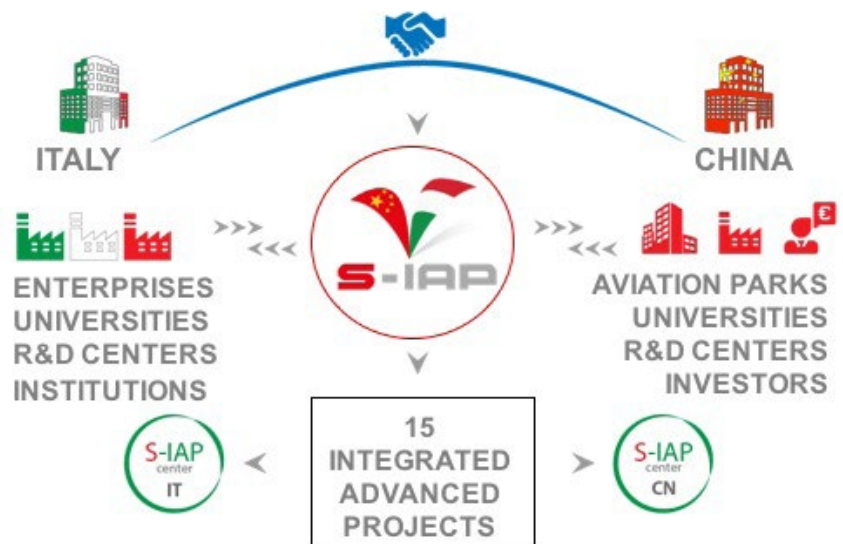 ITALY
CHINA
S-IAP
€
ENTERPRISES
UNIVERSITIES
R&D CENTERS
INSTITUTIONS
AVIATION PARKS
UNIVERSITIES
R&D CENTERS
INVESTORS
S-IAP
center
IT
15
INTEGRATED
ADVANCED
PROJECTS
S-IAP
center
CN